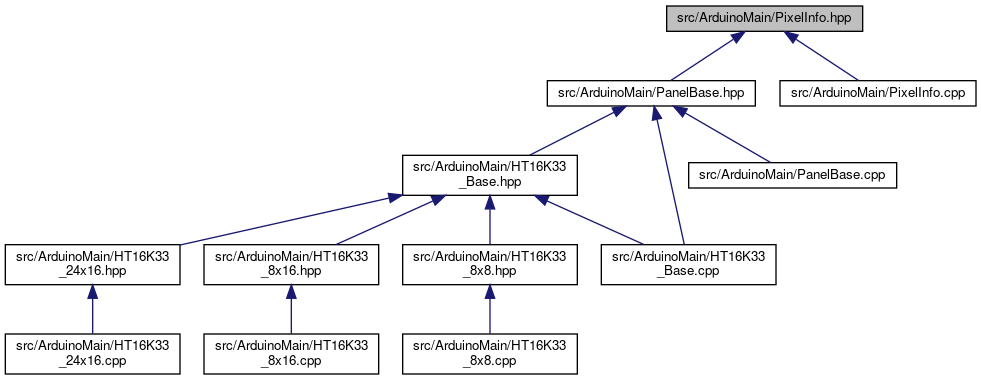 src/ArduinoMain/PixelInfo.hpp
src/ArduinoMain/PanelBase.hpp
src/ArduinoMain/PixelInfo.cpp
src/ArduinoMain/HT16K33
_Base.hpp
src/ArduinoMain/PanelBase.cpp
src/ArduinoMain/HT16K33
_24x16.hpp
src/ArduinoMain/HT16K33
_8x16.hpp
src/ArduinoMain/HT16K33
_8x8.hpp
src/ArduinoMain/HT16K33
_Base.cpp
src/ArduinoMain/HT16K33
_24x16.cpp
src/ArduinoMain/HT16K33
_8x16.cpp
src/ArduinoMain/HT16K33
_8x8.cpp